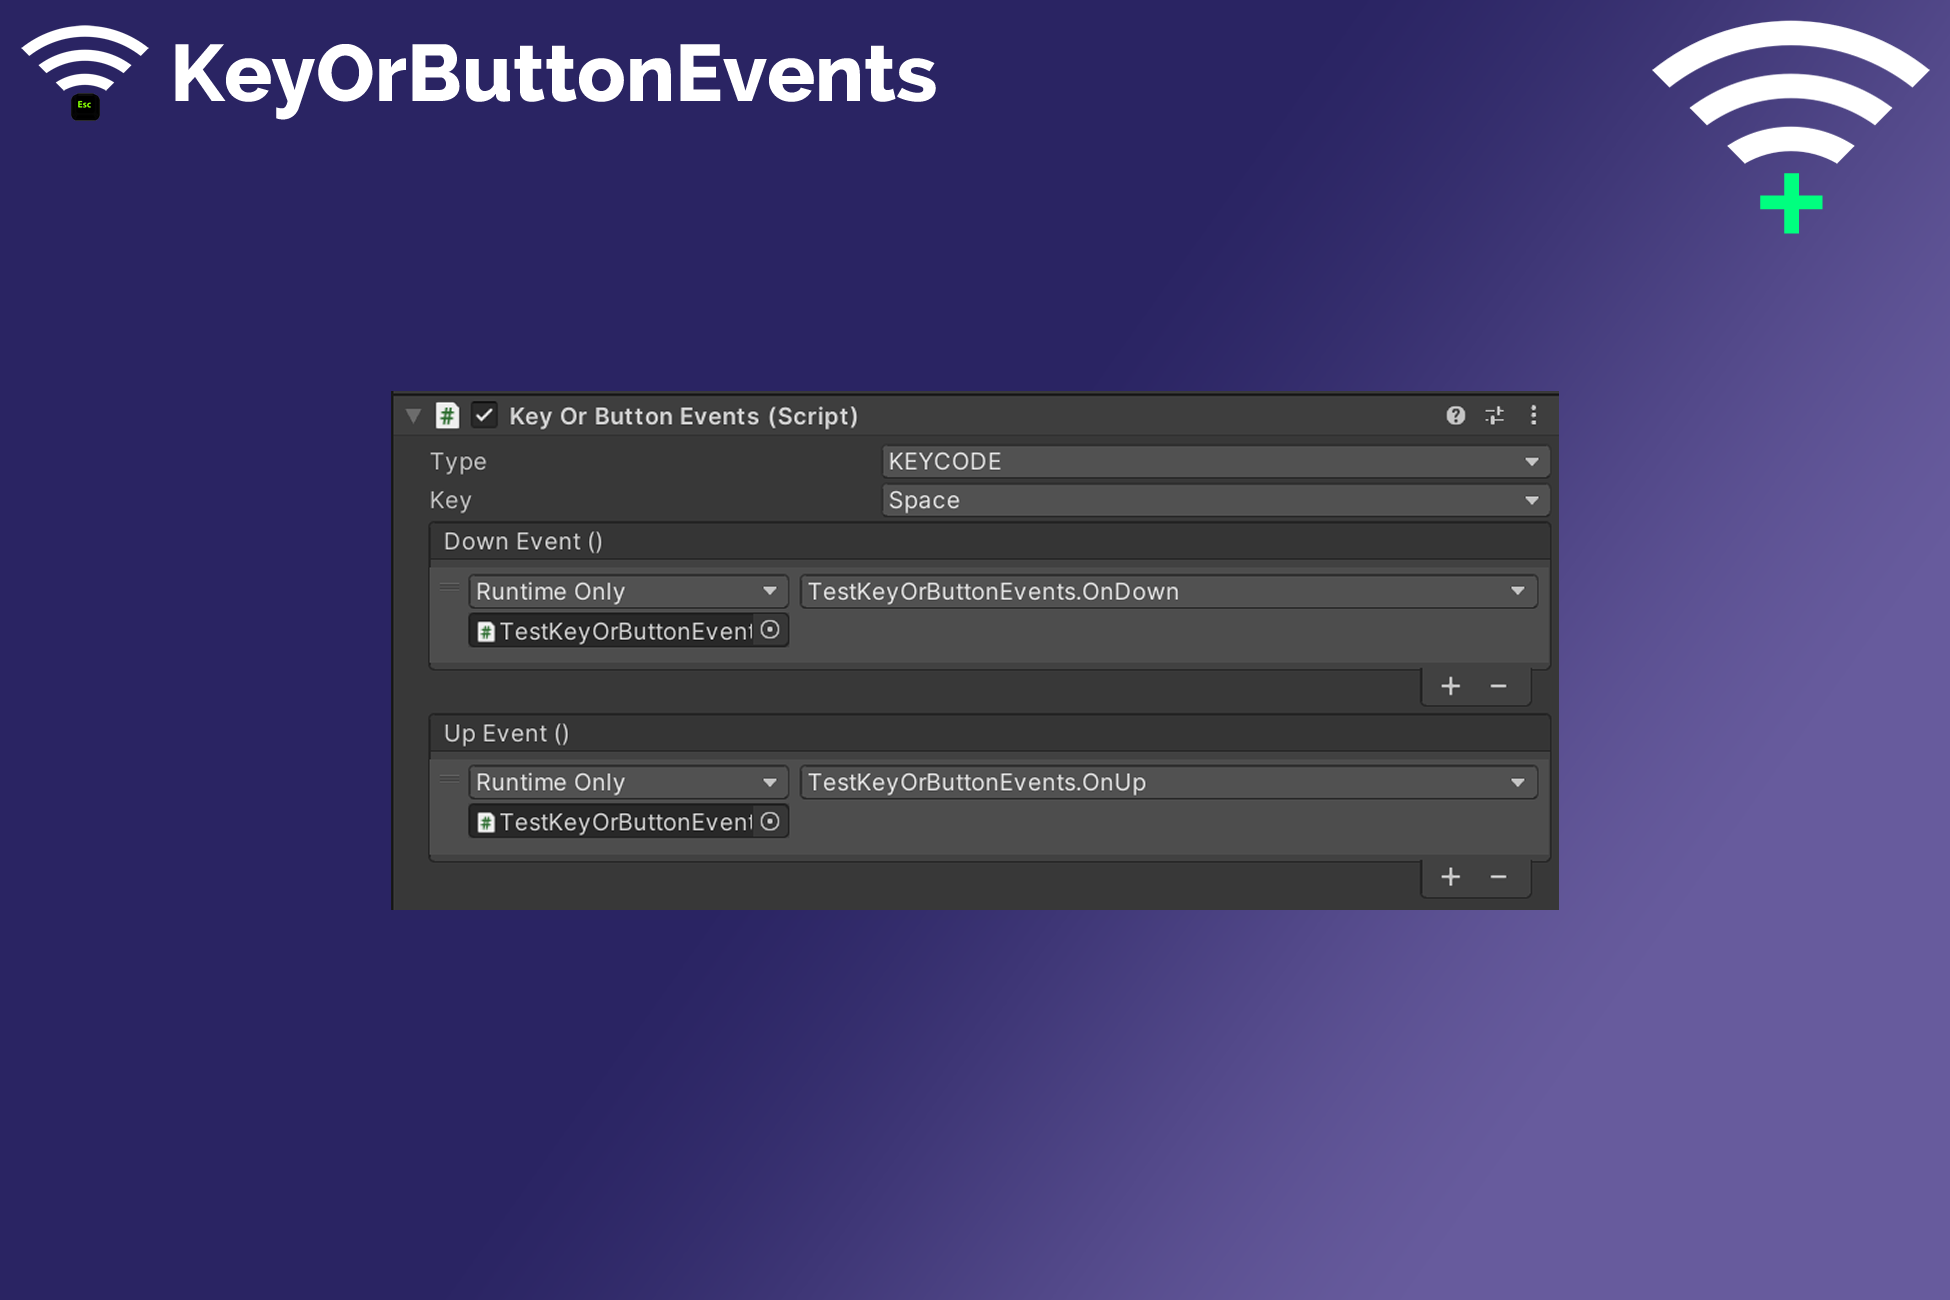 Esc
KeyOrButtonEvents
Key Or Button Events (Script)
Type
KEYCODE
Key
Space
Down Event ()
Runtime Only
TestKeyOrButtonEvents.OnDown
TestKeyOrButtonEvent
Up Event ()
Runtime Only
TestKeyOrButtonEvents.OnUp
TestKeyOrButtonEvent